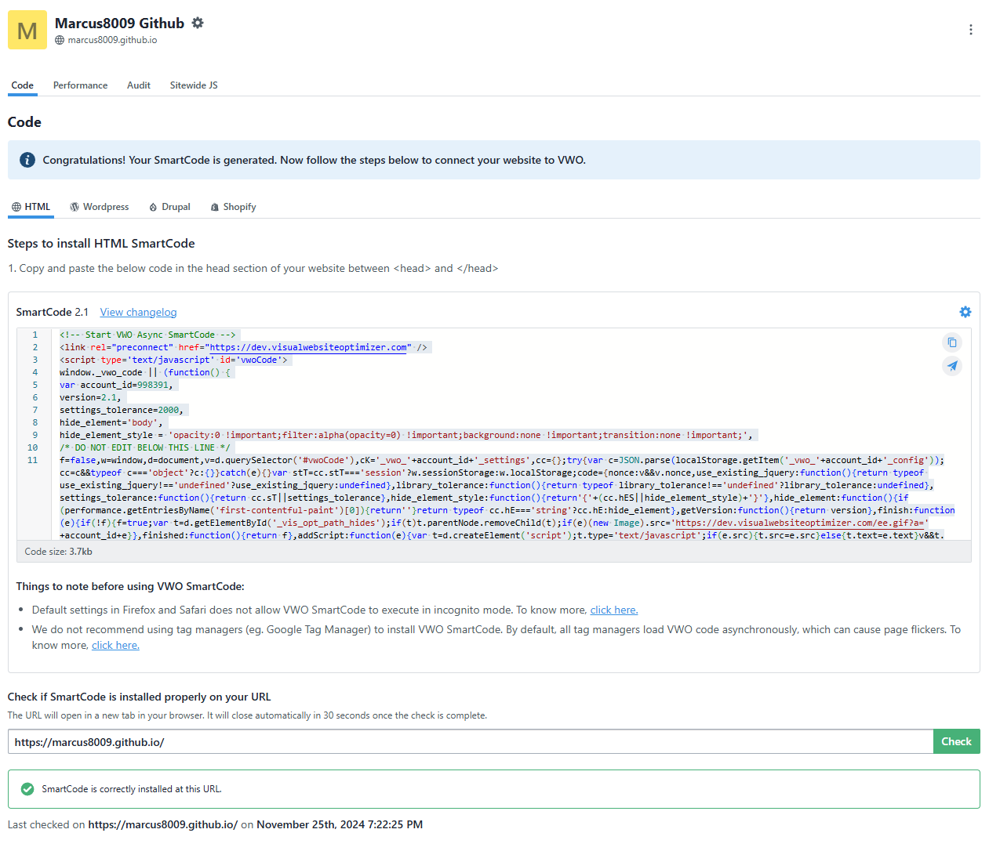 M
Marcus8009 Github
marcus8009.github.io
Code Performance Audit Sitewide JS
Code
Congratulations! Your SmartCode is generated. Now follow the steps below to connect your website to VWO.
HTML Wordpress Drupal Shopify
Steps to install HTML SmartCode
1. Copy and paste the below code in the head section of your website between <head> and </head>
SmartCode 2.1 View changelog
1 <!-- Start VWO Async SmartCode -->
2 <link rel="preconnect" href="https://dev.visualwebsiteoptimizer.com" />
3 <script type='text/javascript' id='vwoCode'>
4 window._vwo_code || (function() {
5 var account_id=998391,
6 version=2.1,
7 settings_tolerance=2000,
8 hide_element='body',
9 hide_element_style = 'opacity:0 !important;filter:alpha(opacity=0) !important;background:none !important;transition:none !important;',
10 /* DO NOT EDIT BELOW THIS LINE */
11 f=false,w=window,d=document,v=d.querySelector('#vwoCode'),cK='_vwo_'+account_id+'_settings',cc={};try{var c=JSON.parse(localStorage.getItem('_vwo_'+account_id+'_config'));
cc=c&&typeof c==='object'?c:{}}catch(e){}var stT=cc.stT==='session'?w.sessionStorage:w.localStorage;code={nonce:v&&v.nonce,use_existing_jquery:function(){return typeof
use_existing_jquery!=='undefined'?use_existing_jquery:undefined},library_tolerance:function(){return typeof library_tolerance!=='undefined'?library_tolerance:undefined},
settings_tolerance:function(){return cc.sT||settings_tolerance},hide_element_style:function(){return'{'+(cc.hES||hide_element_style)+'}'},hide_element:function(){if
(performance.getEntriesByName('first-contentful-paint')[0]){return''}return typeof cc.hE==='string'?cc.hE:hide_element},getVersion:function(){return version},finish:function
(e){if(!f){f=true;var t=d.getElementById('_vis_opt_path_hides');if(t)t.parentNode.removeChild(t);if(e)(new Image).src='https://dev.visualwebsiteoptimizer.com/ee.gif?a='
+account_id+e}},finished:function(){return f},addScript:function(e){var t=d.createElement('script');t.type='text/javascript';if(e.src){t.src=e.src}else{t.text=e.text}v&&t.
Code size: 3.7kb
Things to note before using VWO SmartCode:
• Default settings in Firefox and Safari does not allow VWO SmartCode to execute in incognito mode. To know more, click here.
• We do not recommend using tag managers (eg. Google Tag Manager) to install VWO SmartCode. By default, all tag managers load VWO code asynchronously, which can cause page flickers. To
know more, click here.
Check if SmartCode is installed properly on your URL
The URL will open in a new tab in your browser. It will close automatically in 30 seconds once the check is complete.
https://marcus8009.github.io/ Check
SmartCode is correctly installed at this URL.
Last checked on https://marcus8009.github.io/ on November 25th, 2024 7:22:25 PM